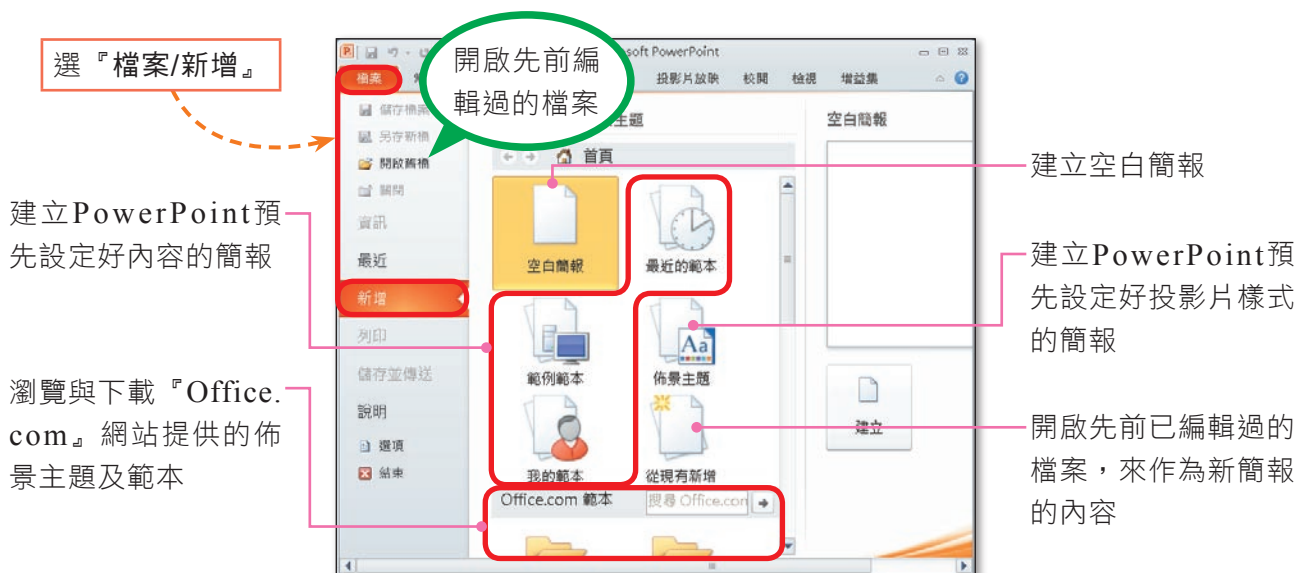 選『檔案/新增』
開啟先前編
輯過的檔案
soft PowerPoint
檔案
投影片放映 校閱 檢視 增益集
儲存檔案
另存新檔
開啟舊檔
關閉
資訊
最近
新增
列印
儲存並傳送
說明
選項
結束
主題
首頁
空白簡報
最近的範本
範例範本
佈景主題
我的範本
從現有新增
Office.com 範本
搜尋 Office.con
空白簡報
建立
建立PowerPoint預
先設定好內容的簡報
瀏覽與下載『Office.
com』網站提供的佈
景主題及範本
建立空白簡報
建立PowerPoint預
先設定好投影片樣式
的簡報
開啟先前已編輯過的
檔案，來作為新簡報
的內容